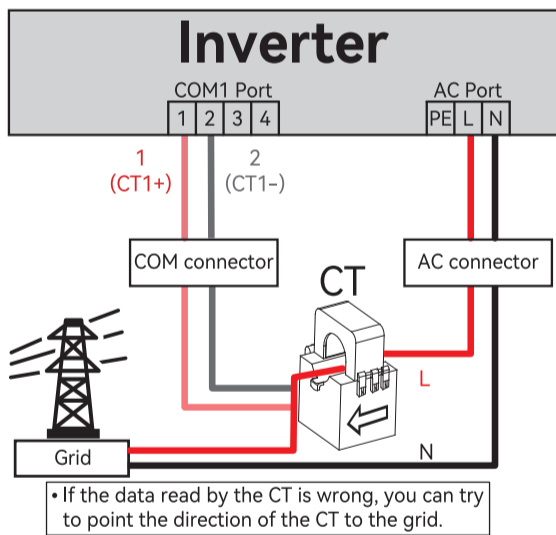 Inverter
COM1 Port
AC Port
1 2 3 4
PE L N
1
(CT1+)
2
(CT1-)
COM connector
AC connector
CT
L
N
Grid
• If the data read by the CT is wrong, you can try
to point the direction of the CT to the grid.